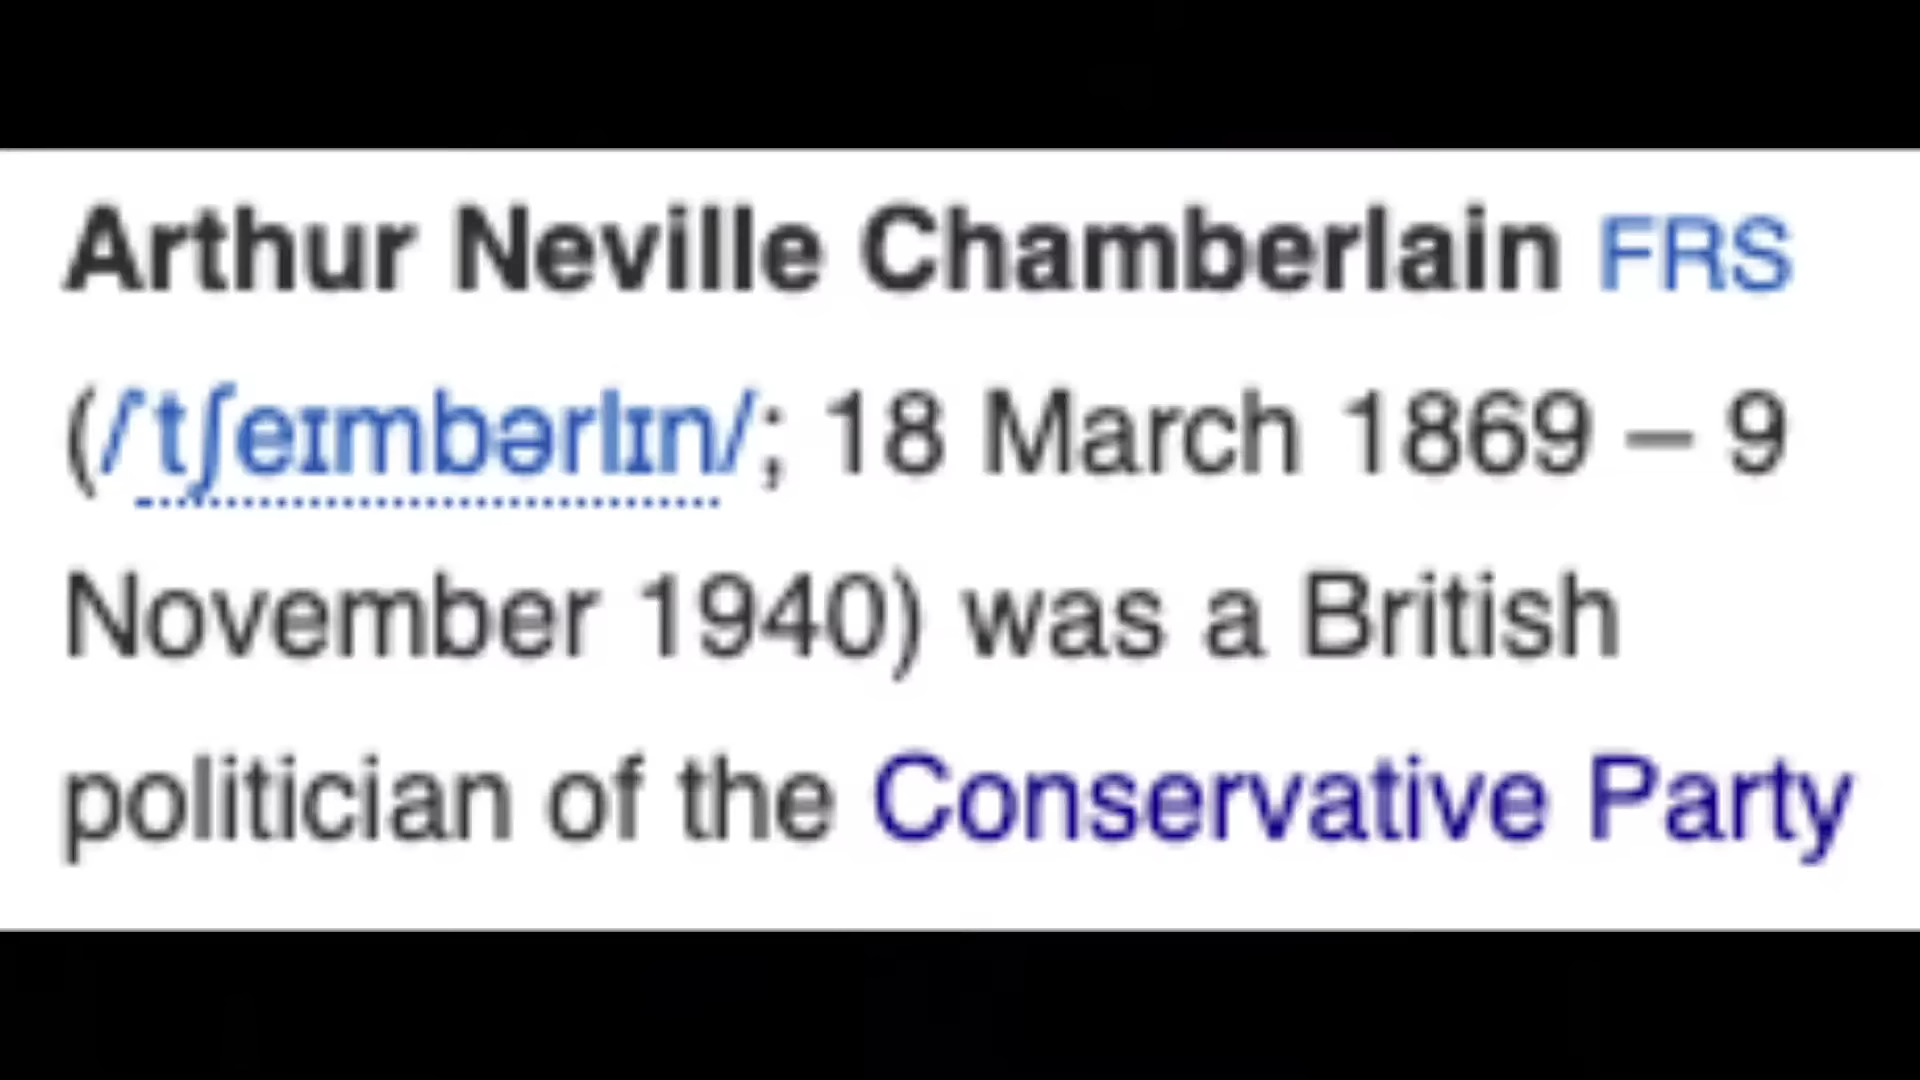 Arthur Neville Chamberlain FRS
(/ˈtʃeɪmbərlɪn/; 18 March 1869 – 9
November 1940) was a British
politician of the Conservative Party